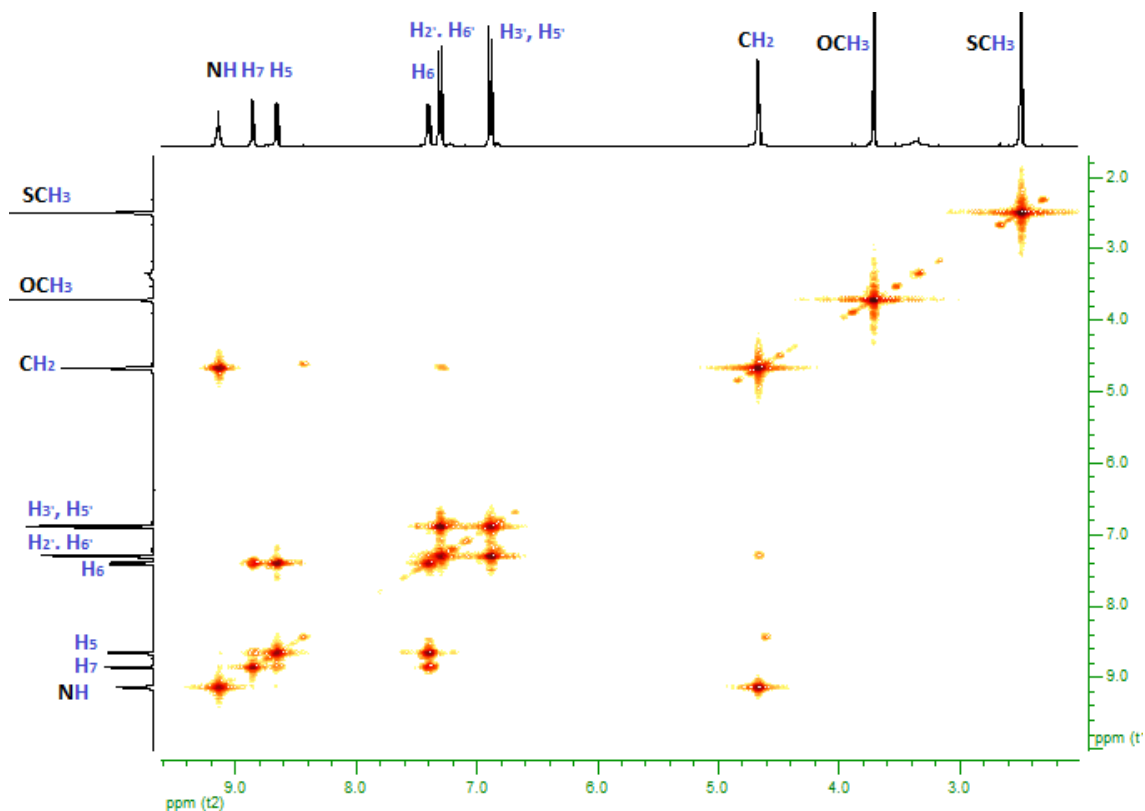 H2'. H6' H3', H5'
NH H7 H5 H6 CH2 OCH3 SCH3
SCH3
OCH3
CH2
H3', H5'
H2'. H6'
H6
H5
H7
NH
2.0
3.0
4.0
5.0
6.0
7.0
8.0
9.0
ppm (t1
9.0 8.0 7.0 6.0 5.0 4.0 3.0
ppm (t2)